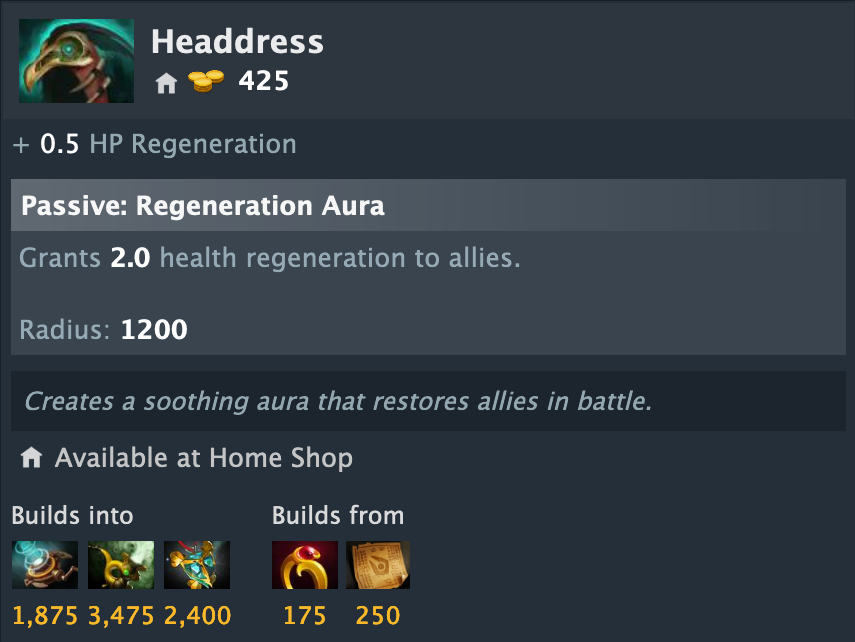 Headdress
425
+ 0.5 HP Regeneration
Passive: Regeneration Aura
Grants 2.0 health regeneration to allies.
Radius: 1200
Creates a soothing aura that restores allies in battle.
Available at Home Shop
Builds into Builds from
1,875 3,475 2,400 175 250